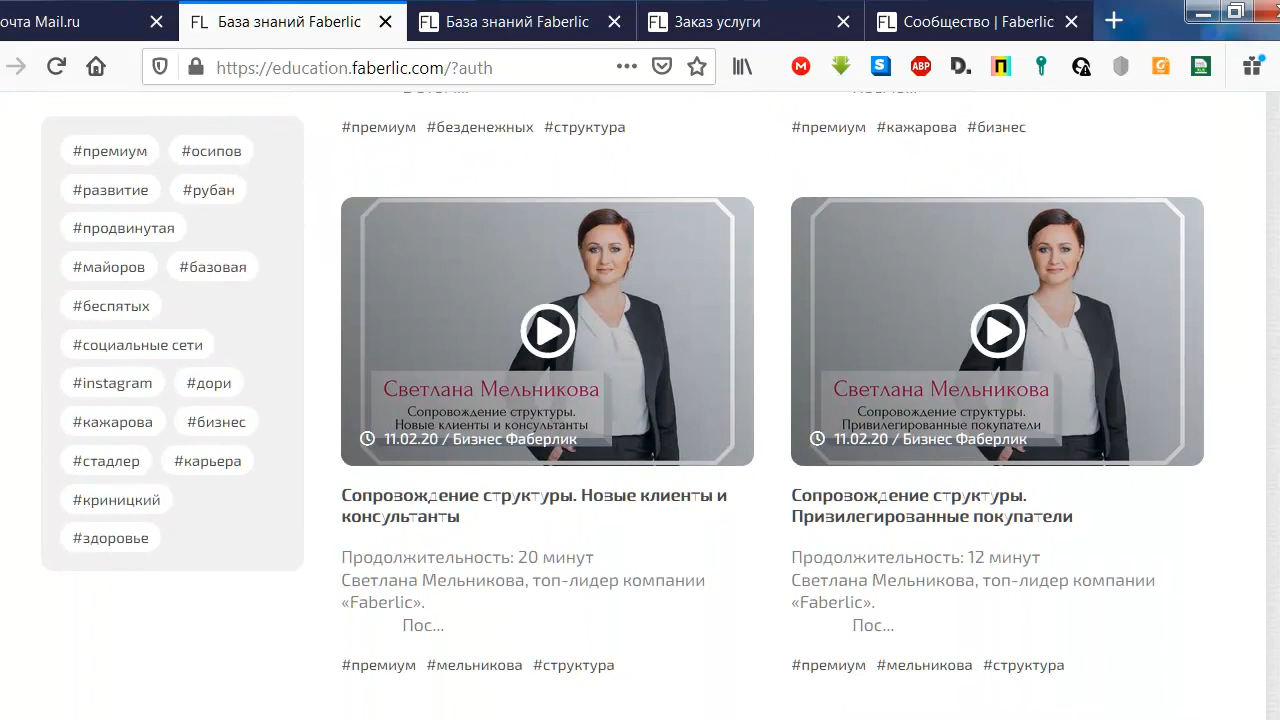 очта Mail.ru
FL База знаний Faberlic
FL База знаний Faberlic
FL Заказ услуги
FL Сообщество | Faberlic
https://education.faberlic.com/?auth
ABP
#премиум #безденежных #структура
#премиум #кажарова #бизнес
#премиум #осипов
#развитие #рубан
#продвинутая
#майоров #базовая
#беспятых
#социальные сети
#instagram #дори
#кажарова #бизнес
#стадлер #карьера
#криницкий
#здоровье
Светлана Мельникова
Сопровождение структуры.
Новые клиенты и консультанты
11.02.20 / Бизнес Фаберлик
Сопровождение структуры. Новые клиенты и
консультанты
Продолжительность: 20 минут
Светлана Мельникова, топ-лидер компании
«Faberlic».
Пос...
#премиум #мельникова #структура
Светлана Мельникова
Сопровождение структуры.
Привилегированные покупатели
11.02.20 / Бизнес Фаберлик
Сопровождение структуры.
Привилегированные покупатели
Продолжительность: 12 минут
Светлана Мельникова, топ-лидер компании
«Faberlic».
Пос...
#премиум #мельникова #структура